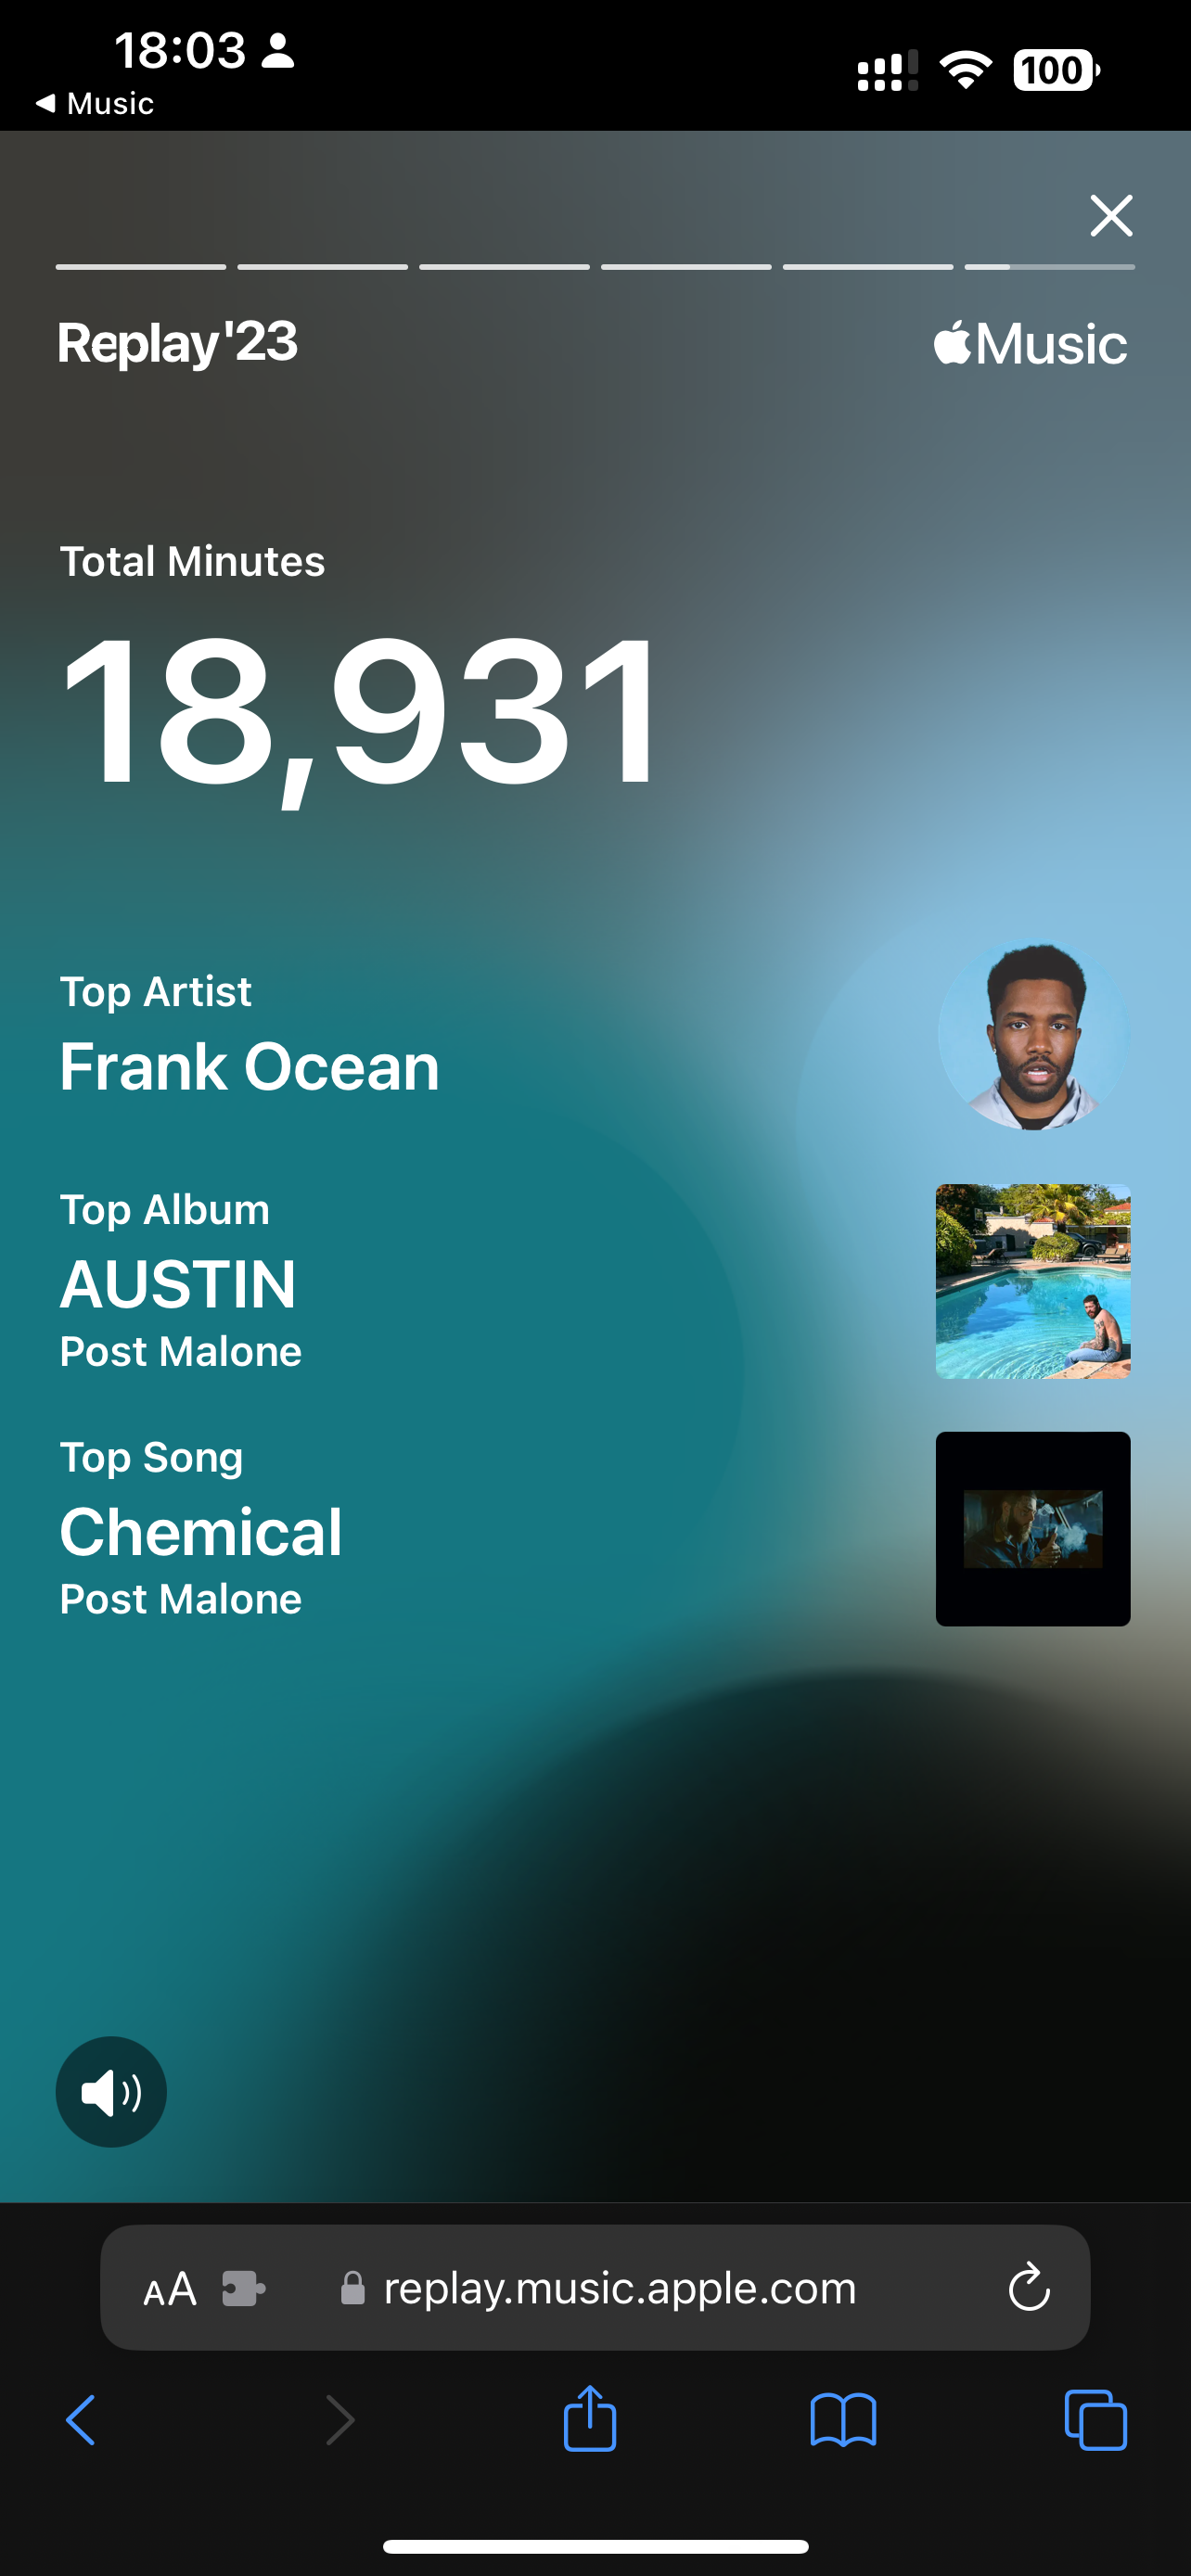 18:03
Music
100
Replay'23
Music
Total Minutes
18,931
Top Artist
Frank Ocean
Top Album
AUSTIN
Post Malone
Top Song
Chemical
Post Malone
AA replay.music.apple.com